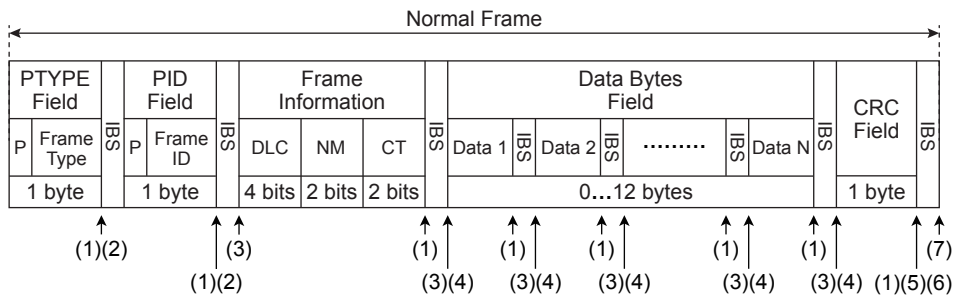 Normal Frame
PTYPE Field
PID Field
Frame Information
Data Bytes Field
CRC Field
P
Frame Type
IBS
P
Frame ID
IBS
DLC
NM
CT
IBS
Data 1
IBS
Data 2
IBS
.........
IBS
Data N
IBS
IBS
1 byte
1 byte
4 bits
2 bits
2 bits
0...12 bytes
1 byte
(1)(2)
(3)
(1)
(1)
(1)
(1)
(1)
(7)
(1)(2)
(3)(4)
(3)(4)
(3)(4)
(3)(4)
(3)(4)
(1)(5)(6)